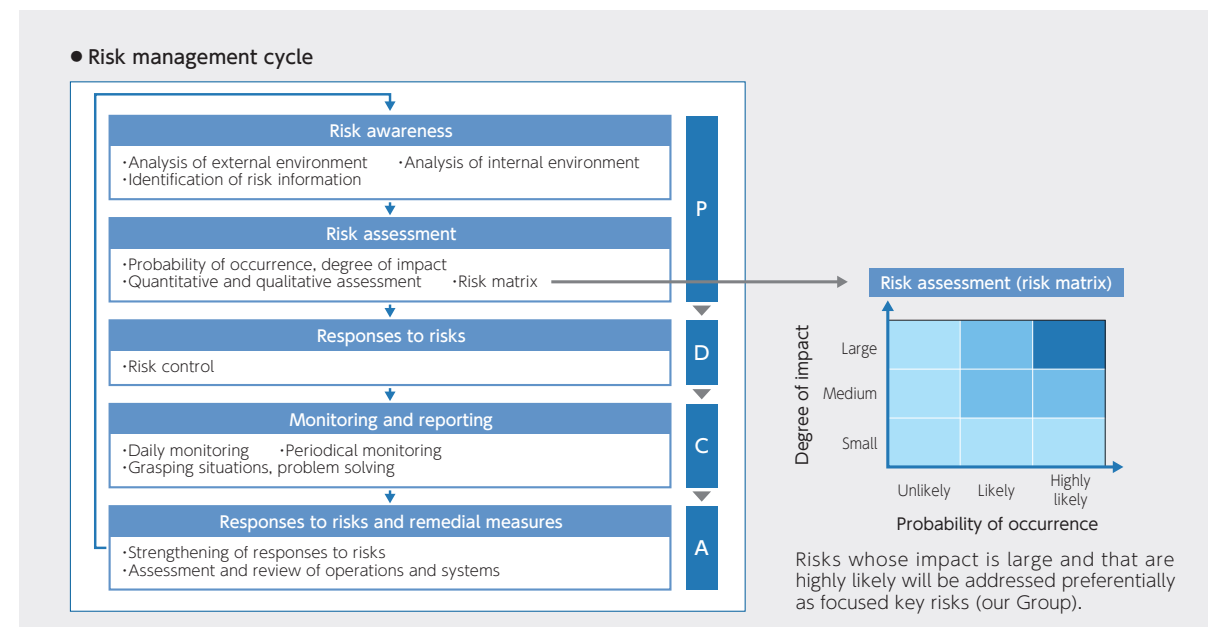 ● Risk management cycle
Risk awareness
・Analysis of external environment ・Analysis of internal environment
・Identification of risk information
Risk assessment
・Probability of occurrence, degree of impact
・Quantitative and qualitative assessment ・Risk matrix
P
Responses to risks
・Risk control
D
Monitoring and reporting
・Daily monitoring ・Periodical monitoring
・Grasping situations, problem solving
C
Responses to risks and remedial measures
・Strengthening of responses to risks
・Assessment and review of operations and systems
A
Risk assessment (risk matrix)
Degree of impact
Large
Medium
Small
Unlikely
Likely
Highly
likely
Probability of occurrence
Risks whose impact is large and that are
highly likely will be addressed preferentially
as focused key risks (our Group).